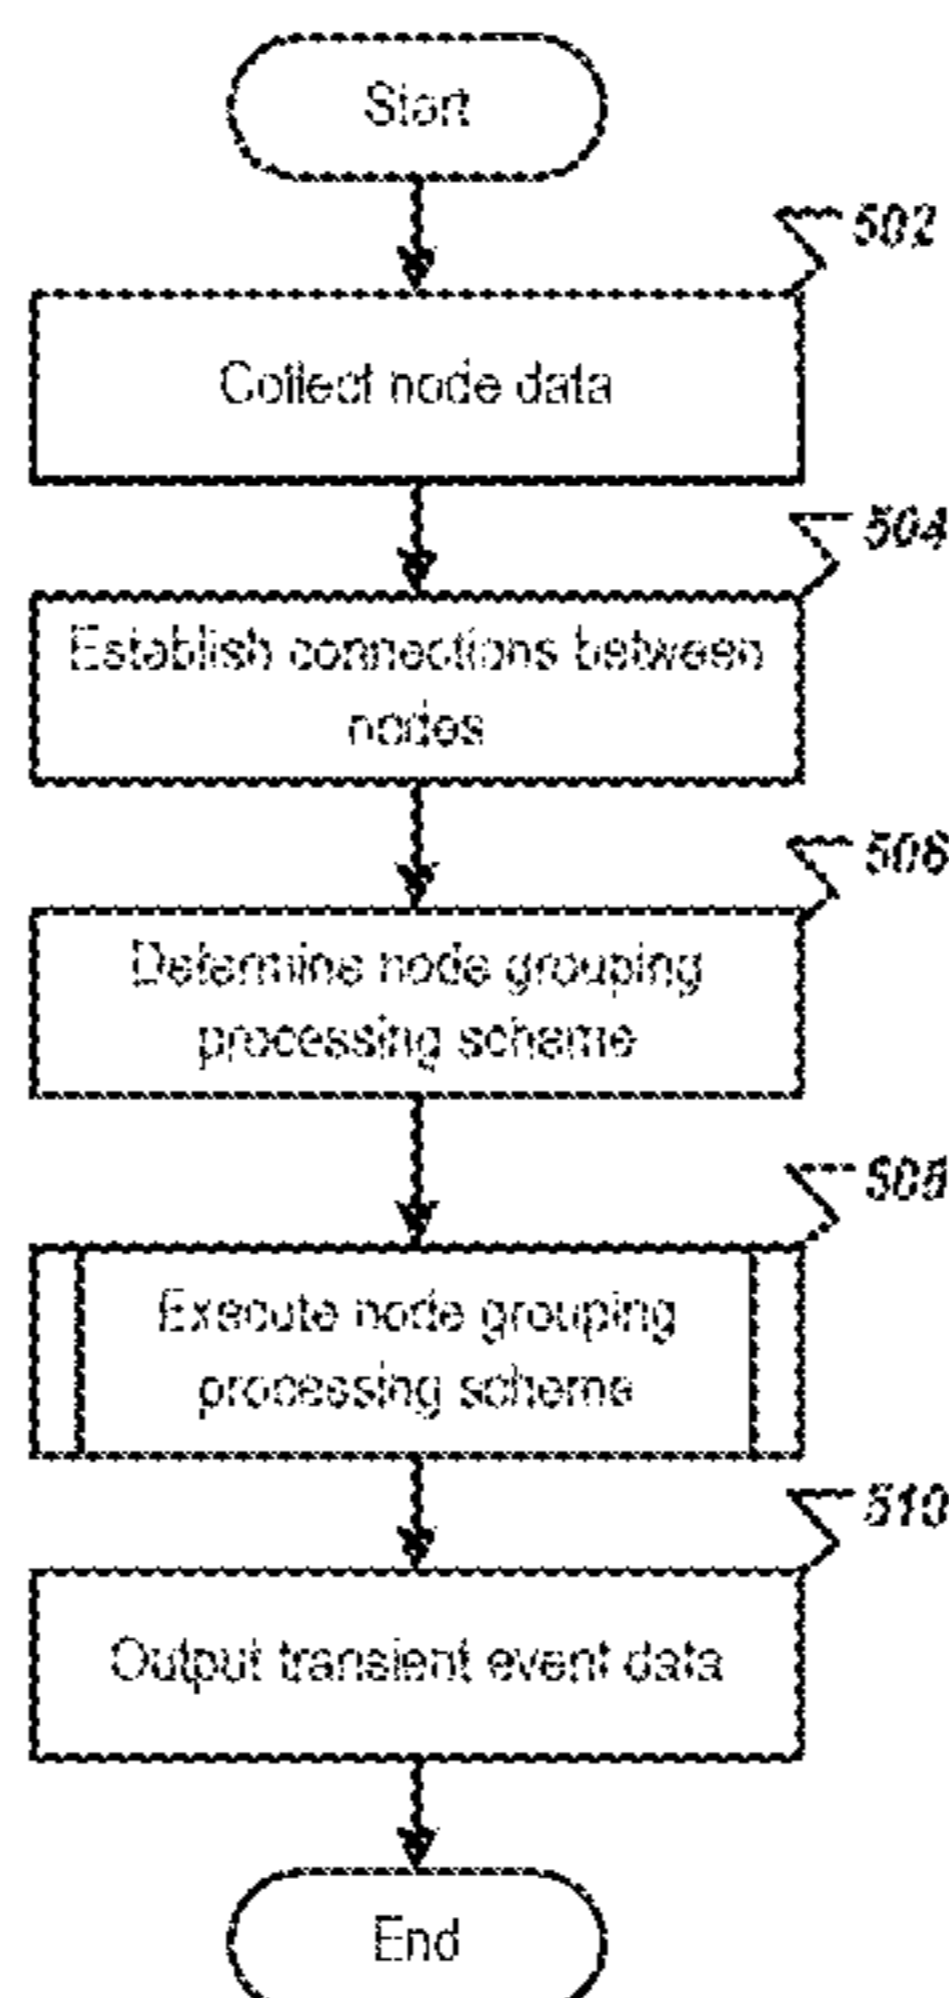 Start
502
Collect node data
504
Establish connections between
nodes
506
Determine node grouping
processing scheme
508
Execute node grouping
processing scheme
510
Output transient event data
End